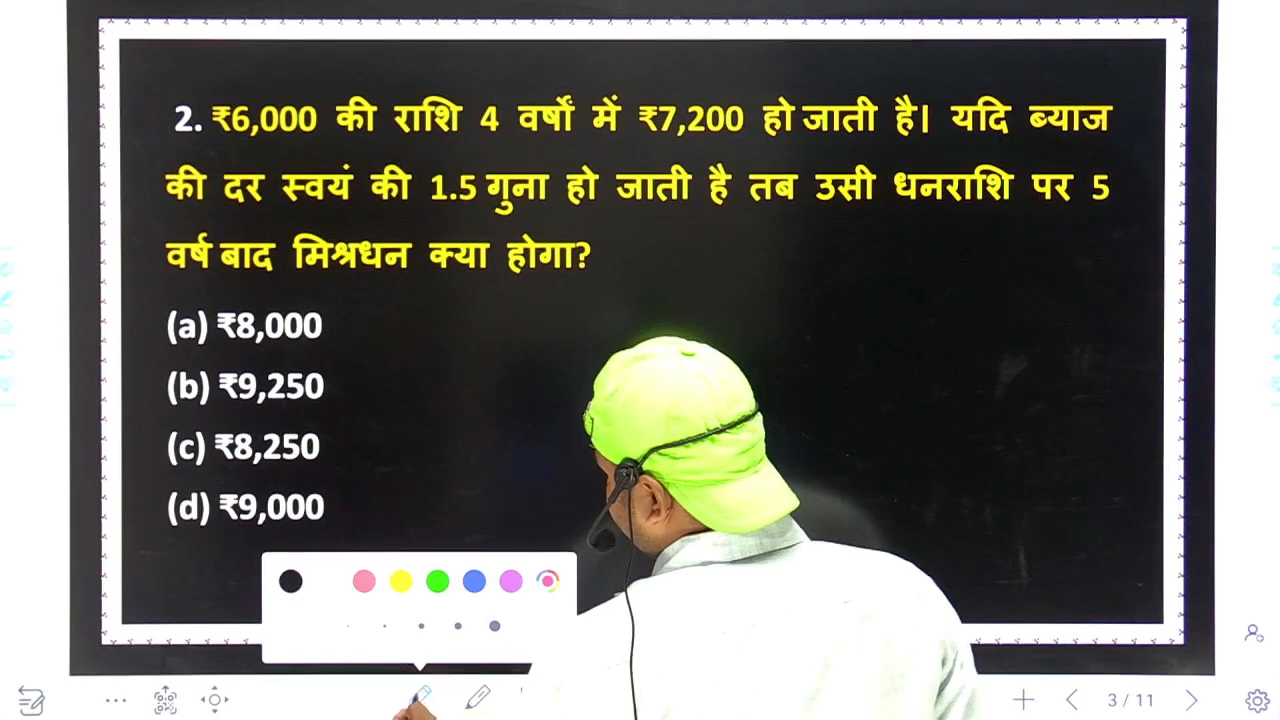 2. ₹6,000 की राशि 4 वर्षों में ₹7,200 हो जाती है। यदि ब्याज
की दर स्वयं की 1.5 गुना हो जाती है तब उसी धनराशि पर 5
वर्ष बाद मिश्रधन क्या होगा?
(a) ₹8,000
(b) ₹9,250
(c) ₹8,250
(d) ₹9,000
3 / 11